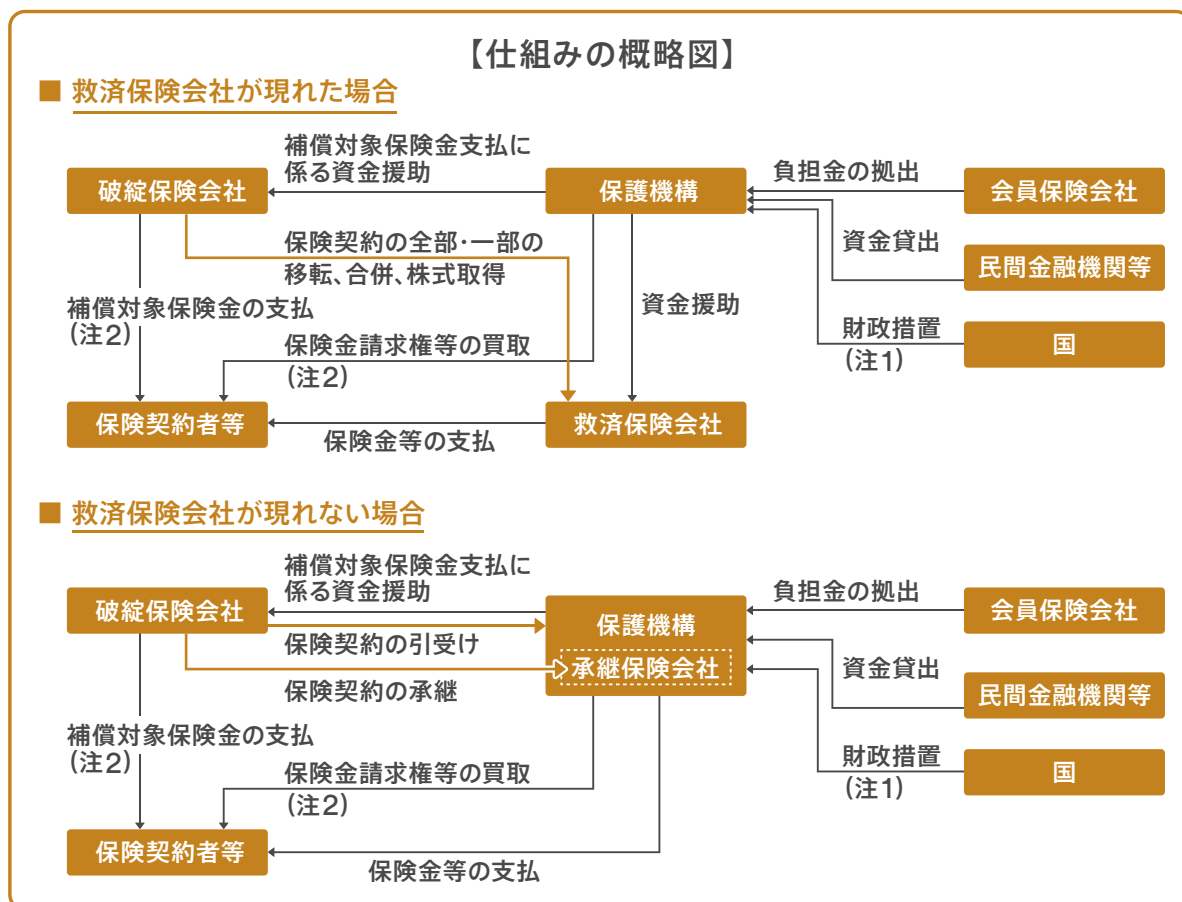 【仕組みの概略図】
■ 救済保険会社が現れた場合
補償対象保険金支払に
係る資金援助
破綻保険会社
保護機構
負担金の拠出
会員保険会社
保険契約の全部・一部の
移転、合併、株式取得
資金貸出
民間金融機関等
補償対象保険金の支払
(注2)
資金援助
保険金請求権等の買取
(注2)
財政措置
(注1)
国
保険契約者等
保険金等の支払
救済保険会社
■ 救済保険会社が現れない場合
補償対象保険金支払に
係る資金援助
破綻保険会社
保護機構
承継保険会社
負担金の拠出
会員保険会社
保険契約の引受け
保険契約の承継
資金貸出
民間金融機関等
補償対象保険金の支払
(注2)
保険金請求権等の買取
(注2)
財政措置
(注1)
国
保険契約者等
保険金等の支払